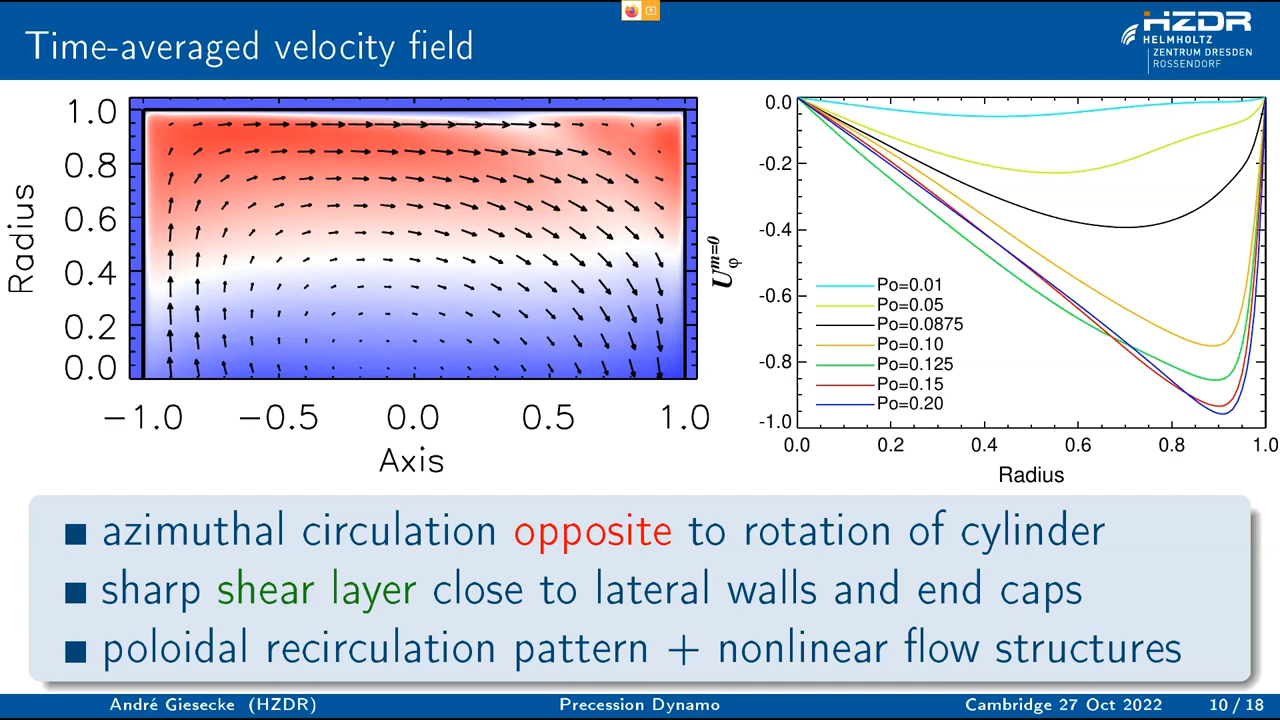 Time-averaged velocity field
HZDR
HELMHOLTZ
ZENTRUM DRESDEN
ROSSENDORF
1.0
0.8
0.6
0.4
0.2
0.0
Radius
−1.0 −0.5 0.0 0.5 1.0
Axis
0.0
-0.2
-0.4
-0.6
-0.8
-1.0
U φ m=0
Po=0.01
Po=0.05
Po=0.0875
Po=0.10
Po=0.125
Po=0.15
Po=0.20
0.0 0.2 0.4 0.6 0.8 1.0
Radius
azimuthal circulation opposite to rotation of cylinder
sharp shear layer close to lateral walls and end caps
poloidal recirculation pattern + nonlinear flow structures
André Giesecke (HZDR) Precession Dynamo Cambridge 27 Oct 2022 10 / 18